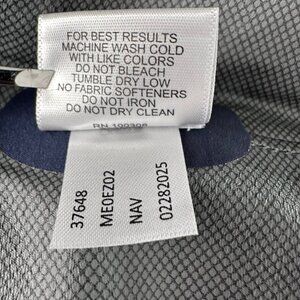 FOR BEST RESULTS
MACHINE WASH COLD
WITH LIKE COLORS
DO NOT BLEACH
TUMBLE DRY LOW
NO FABRIC SOFTENERS
DO NOT IRON
DO NOT DRY CLEAN
RN
37648
ME0EZ02
NAV
02282025